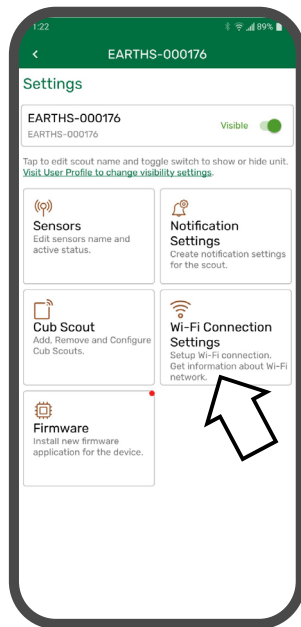 1:22
89%
EARTHS-000176
Settings
EARTHS-000176
EARTHS-000176
Visible
Tap to edit scout name and toggle switch to show or hide unit.
Visit User Profile to change visibility settings.
Sensors
Edit sensors name and
active status.
Notification
Settings
Create notification settings
for the scout.
Cub Scout
Add, Remove and Configure
Cub Scouts.
Wi-Fi Connection
Settings
Setup Wi-Fi connection.
Get information about Wi-Fi
network.
Firmware
Install new firmware
application for the device.